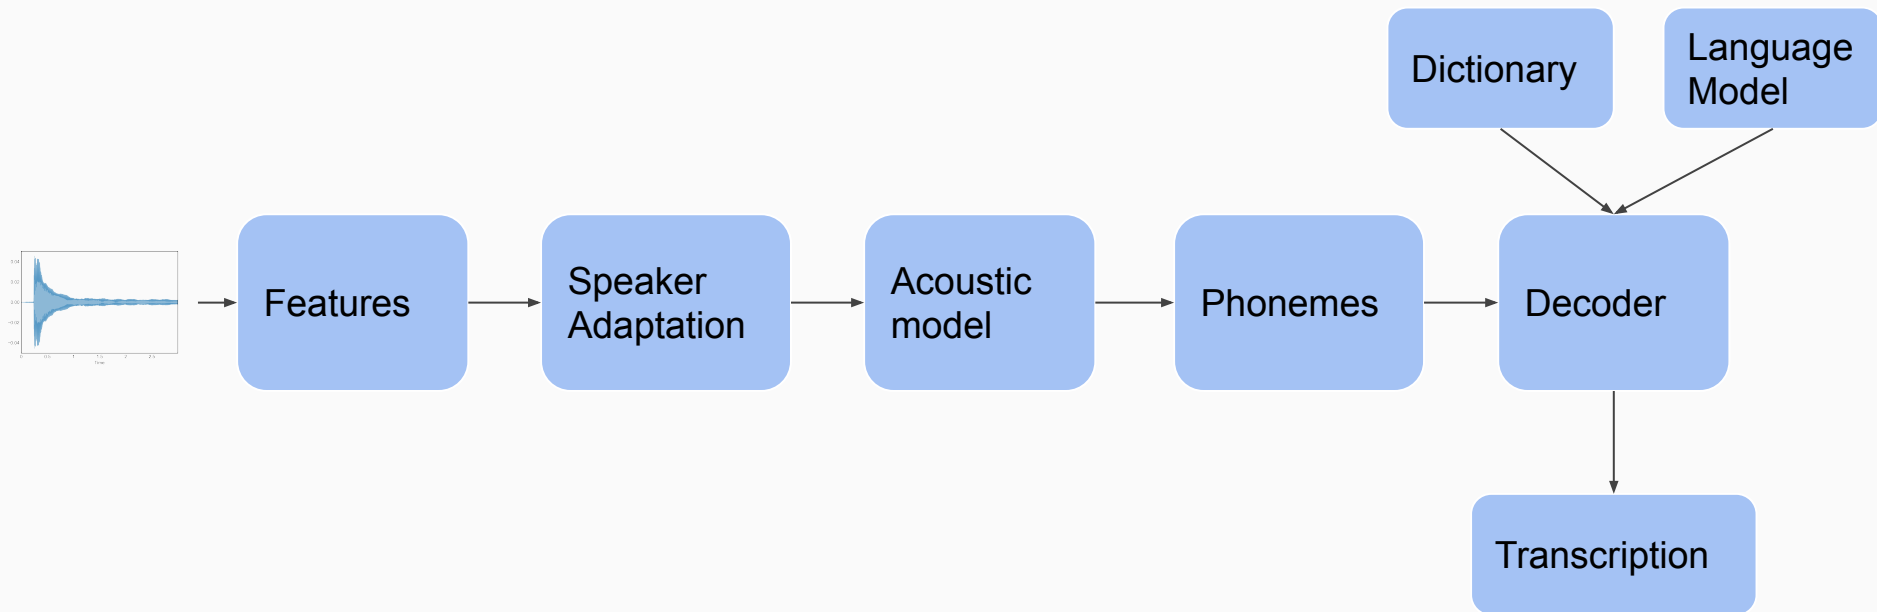 Dictionary
Language
Model
Features
Speaker
Adaptation
Acoustic
model
Phonemes
Decoder
Transcription